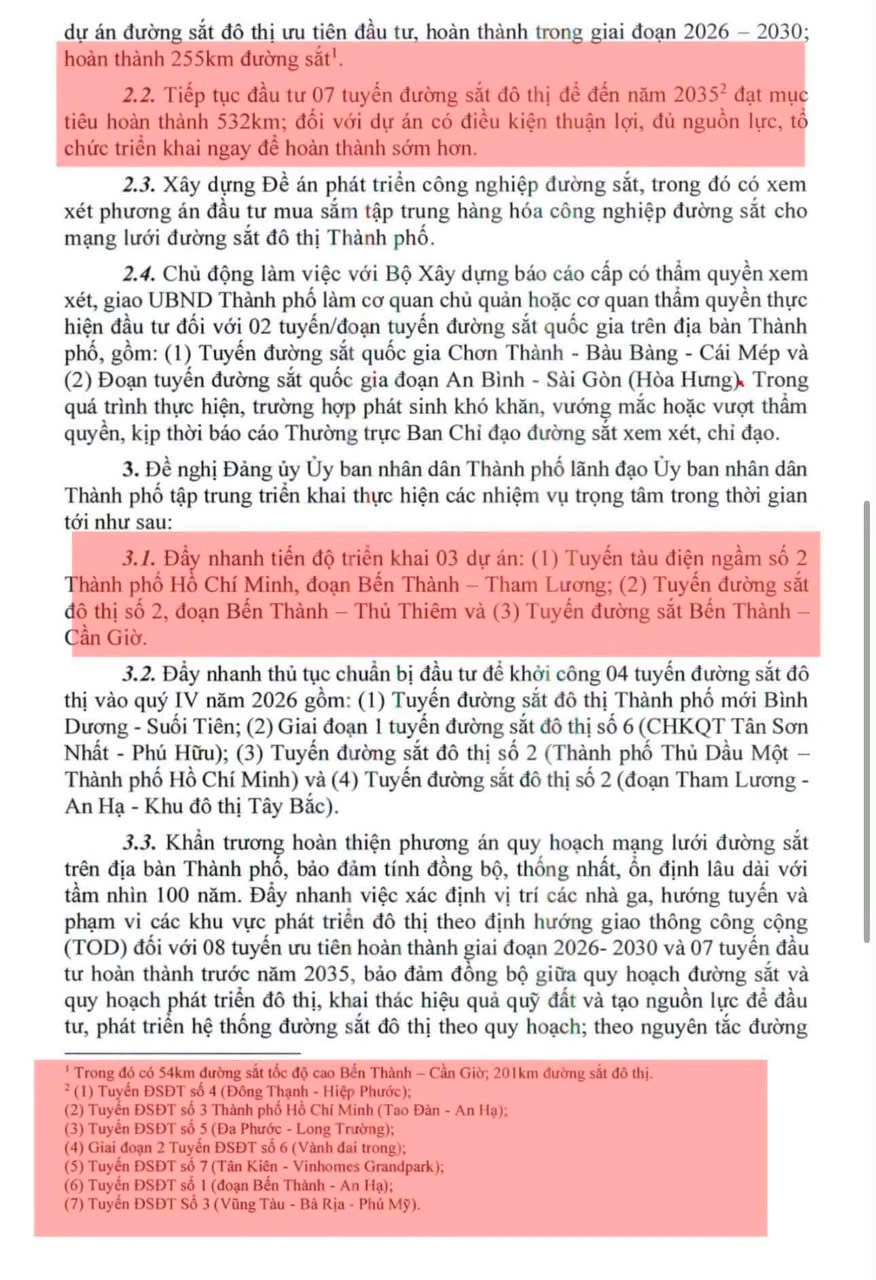 dự án đường sắt đô thị ưu tiên đầu tư, hoàn thành trong giai đoạn 2026 – 2030;
hoàn thành 255km đường sắt¹.
2.2. Tiếp tục đầu tư 07 tuyến đường sắt đô thị để đến năm 2035² đạt mục
tiêu hoàn thành 532km; đối với dự án có điều kiện thuận lợi, đủ nguồn lực, tổ
chức triển khai ngay để hoàn thành sớm hơn.
2.3. Xây dựng Đề án phát triển công nghiệp đường sắt, trong đó có xem
xét phương án đầu tư mua sắm tập trung hàng hóa công nghiệp đường sắt cho
mạng lưới đường sắt đô thị Thành phố.
2.4. Chủ động làm việc với Bộ Xây dựng báo cáo cấp có thẩm quyền xem
xét, giao UBND Thành phố làm cơ quan chủ quản hoặc cơ quan thẩm quyền thực
hiện đầu tư đối với 02 tuyến/đoạn tuyến đường sắt quốc gia trên địa bàn Thành
phố, gồm: (1) Tuyến đường sắt quốc gia Chơn Thành - Bàu Bàng - Cái Mép và
(2) Đoạn tuyến đường sắt quốc gia đoạn An Bình - Sài Gòn (Hòa Hưng). Trong
quá trình thực hiện, trường hợp phát sinh khó khăn, vướng mắc hoặc vượt thẩm
quyền, kịp thời báo cáo Thường trực Ban Chỉ đạo đường sắt xem xét, chỉ đạo.
3. Đề nghị Đảng ủy Ủy ban nhân dân Thành phố lãnh đạo Ủy ban nhân dân
Thành phố tập trung triển khai thực hiện các nhiệm vụ trọng tâm trong thời gian
tới như sau:
3.1. Đẩy nhanh tiến độ triển khai 03 dự án: (1) Tuyến tàu điện ngầm số 2
Thành phố Hồ Chí Minh, đoạn Bến Thành – Tham Lương; (2) Tuyến đường sắt
đô thị số 2, đoạn Bến Thành – Thủ Thiêm và (3) Tuyến đường sắt Bến Thành –
Cần Giờ.
3.2. Đẩy nhanh thủ tục chuẩn bị đầu tư để khởi công 04 tuyến đường sắt đô
thị vào quý IV năm 2026 gồm: (1) Tuyến đường sắt đô thị Thành phố mới Bình
Dương - Suối Tiên; (2) Giai đoạn 1 tuyến đường sắt đô thị số 6 (CHKQT Tân Sơn
Nhất - Phú Hữu); (3) Tuyến đường sắt đô thị số 2 (Thành phố Thủ Dầu Một –
Thành phố Hồ Chí Minh) và (4) Tuyến đường sắt đô thị số 2 (đoạn Tham Lương -
An Hạ - Khu đô thị Tây Bắc).
3.3. Khẩn trương hoàn thiện phương án quy hoạch mạng lưới đường sắt
trên địa bàn Thành phố, bảo đảm tính đồng bộ, thống nhất, ổn định lâu dài với
tầm nhìn 100 năm. Đẩy nhanh việc xác định vị trí các nhà ga, hướng tuyến và
phạm vi các khu vực phát triển đô thị theo định hướng giao thông công cộng
(TOD) đối với 08 tuyến ưu tiên hoàn thành giai đoạn 2026- 2030 và 07 tuyến đầu
tư hoàn thành trước năm 2035, bảo đảm đồng bộ giữa quy hoạch đường sắt và
quy hoạch phát triển đô thị, khai thác hiệu quả quỹ đất và tạo nguồn lực để đầu
tư, phát triển hệ thống đường sắt đô thị theo quy hoạch; theo nguyên tắc đường
¹ Trong đó có 54km đường sắt tốc độ cao Bến Thành – Cần Giờ; 201km đường sắt đô thị.
² (1) Tuyến ĐSĐT số 4 (Đông Thạnh - Hiệp Phước);
(2) Tuyến ĐSĐT số 3 Thành phố Hồ Chí Minh (Tao Đàn - An Hạ);
(3) Tuyến ĐSĐT số 5 (Đa Phước - Long Trường);
(4) Giai đoạn 2 Tuyến ĐSĐT số 6 (Vành đai trong);
(5) Tuyến ĐSĐT số 7 (Tân Kiên - Vinhomes Grandpark);
(6) Tuyến ĐSĐT số 1 (đoạn Bến Thành - An Hạ);
(7) Tuyến ĐSĐT Số 3 (Vũng Tàu - Bà Rịa - Phú Mỹ).